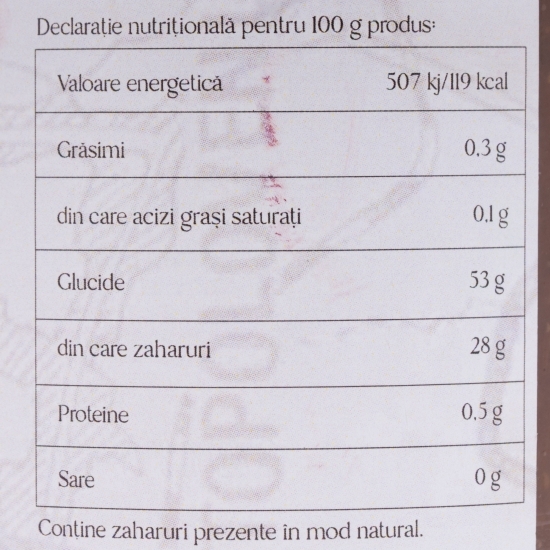 Declarație nutrițională pentru 100 g produs:
Valoare energetică 507 kj/119 kcal
Grăsimi 0,3 g
din care acizi grași saturați 0,1 g
Glucide 53 g
din care zaharuri 28 g
Proteine 0,5 g
Sare 0 g
Conține zaharuri prezente în mod natural.